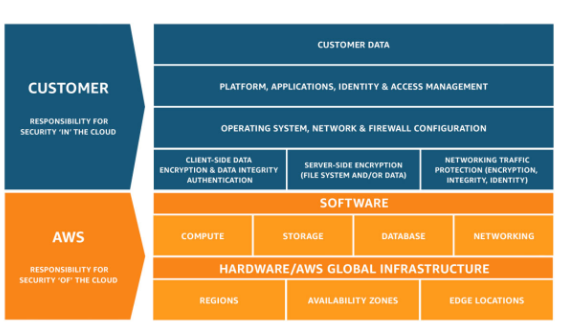 CUSTOMER
RESPONSIBILITY FOR
SECURITY 'IN' THE CLOUD
CUSTOMER DATA
PLATFORM, APPLICATIONS, IDENTITY & ACCESS MANAGEMENT
OPERATING SYSTEM, NETWORK & FIREWALL CONFIGURATION
CLIENT-SIDE DATA
ENCRYPTION & DATA INTEGRITY
AUTHENTICATION
SERVER-SIDE ENCRYPTION
(FILE SYSTEM AND/OR DATA)
NETWORKING TRAFFIC
PROTECTION (ENCRYPTION,
INTEGRITY, IDENTITY)
AWS
RESPONSIBILITY FOR
SECURITY 'OF' THE CLOUD
SOFTWARE
COMPUTE
STORAGE
DATABASE
NETWORKING
HARDWARE/AWS GLOBAL INFRASTRUCTURE
REGIONS
AVAILABILITY ZONES
EDGE LOCATIONS